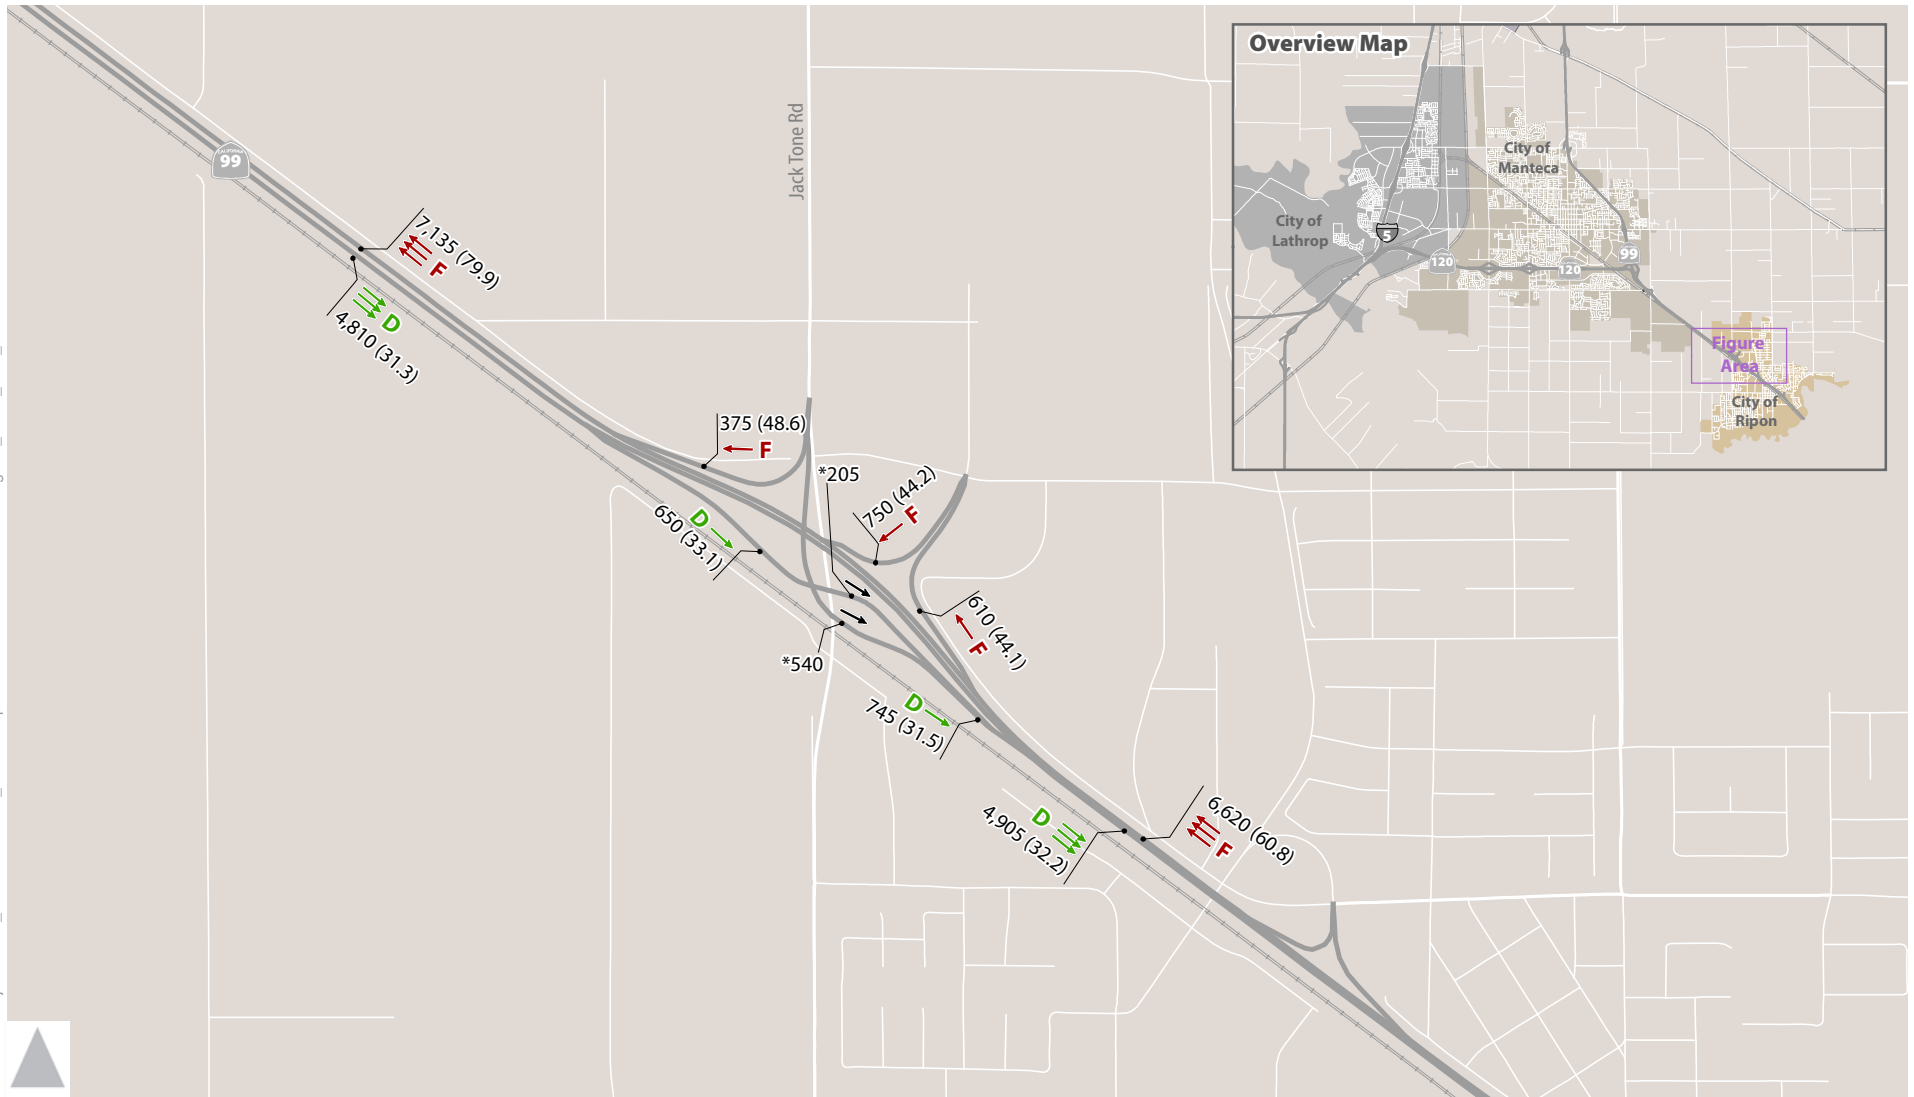 Overview Map
City of
Manteca
City of
Lathrop
5
120
120
99
Figure
Area
City of
Ripon
Jack Tone Rd
CALIFORNIA
99
7,135 (79.9)
F
D
4,810 (31.3)
375 (48.6)
F
*205
750 (44.2)
F
D
650 (33.1)
610 (44.1)
F
*540
D
745 (31.5)
D
4,905 (32.2)
6,620 (60.8)
F